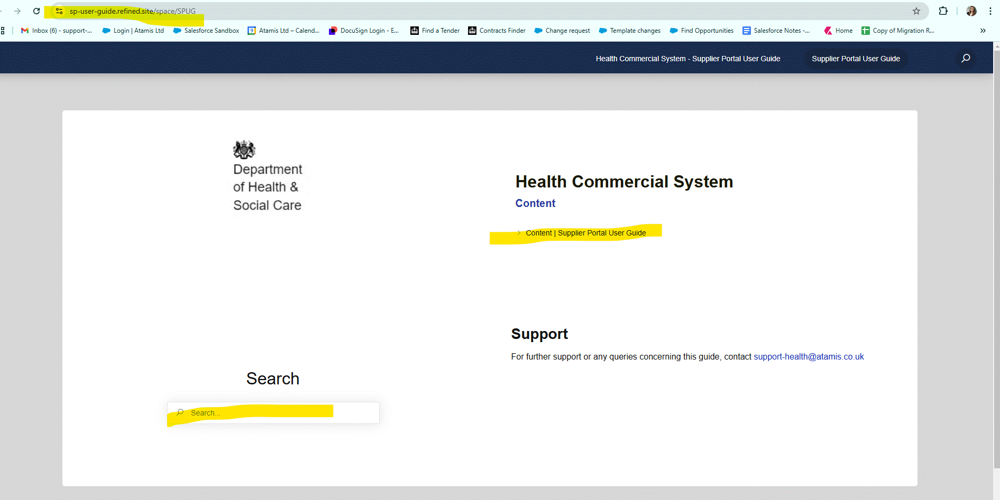 sp-user-guide.refined.site/space/SPUG
Inbox (6) - support-...
Login | Atamis Ltd
Salesforce Sandbox
9
Atamis Ltd – Calend...
DocuSign Login - E...
Find a Tender
Contracts Finder
Change request
Template changes
Find Opportunities
Salesforce Notes -...
Home
Copy of Migration R...
Health Commercial System - Supplier Portal User Guide
Supplier Portal User Guide
Department
of Health &
Social Care
Health Commercial System
Content
Content | Supplier Portal User Guide
Support
For further support or any queries concerning this guide, contact support-health@atamis.co.uk
Search
Search...